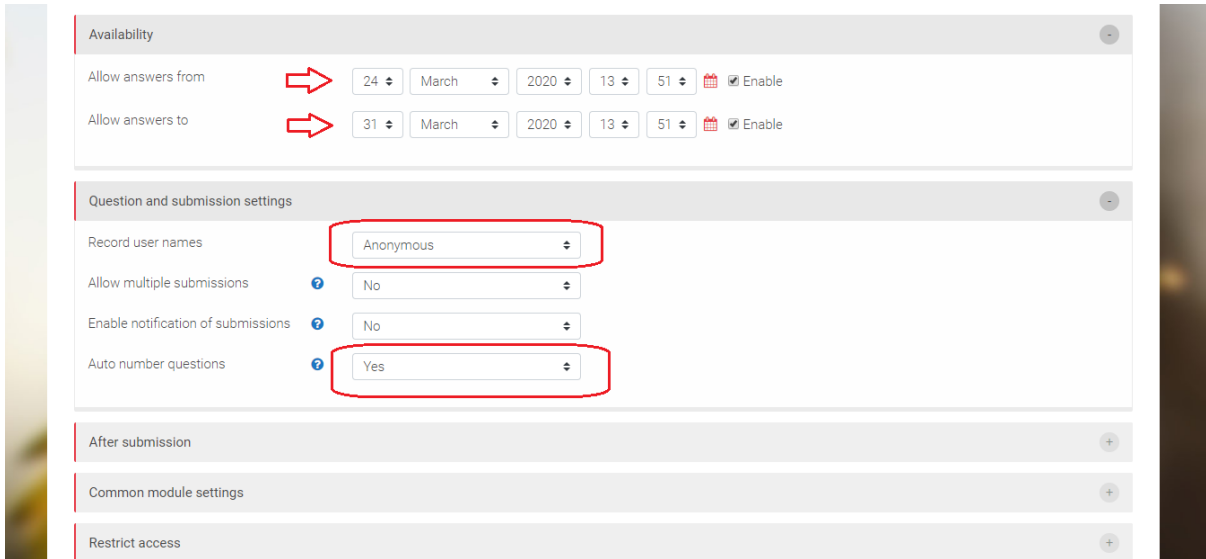 Availability
-
Allow answers from 24 March 2020 13 51 Enable
Allow answers to 31 March 2020 13 51 Enable
Question and submission settings
-
Record user names Anonymous
Allow multiple submissions ? No
Enable notification of submissions ? No
Auto number questions ? Yes
After submission
+
Common module settings
+
Restrict access
+